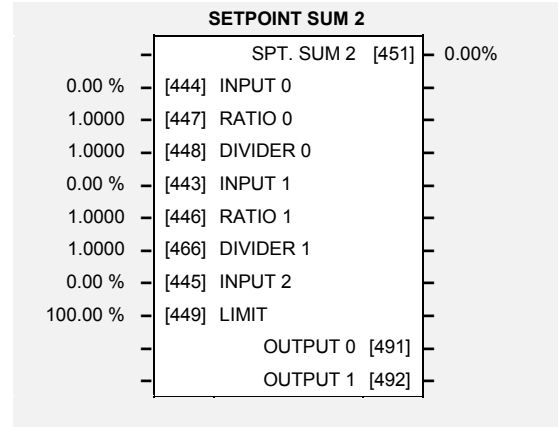 SETPOINT SUM 2
SPT. SUM 2 [451] 0.00%
0.00 % [444] INPUT 0
1.0000 [447] RATIO 0
1.0000 [448] DIVIDER 0
0.00 % [443] INPUT 1
1.0000 [446] RATIO 1
1.0000 [466] DIVIDER 1
0.00 % [445] INPUT 2
100.00 % [449] LIMIT
OUTPUT 0 [491]
OUTPUT 1 [492]